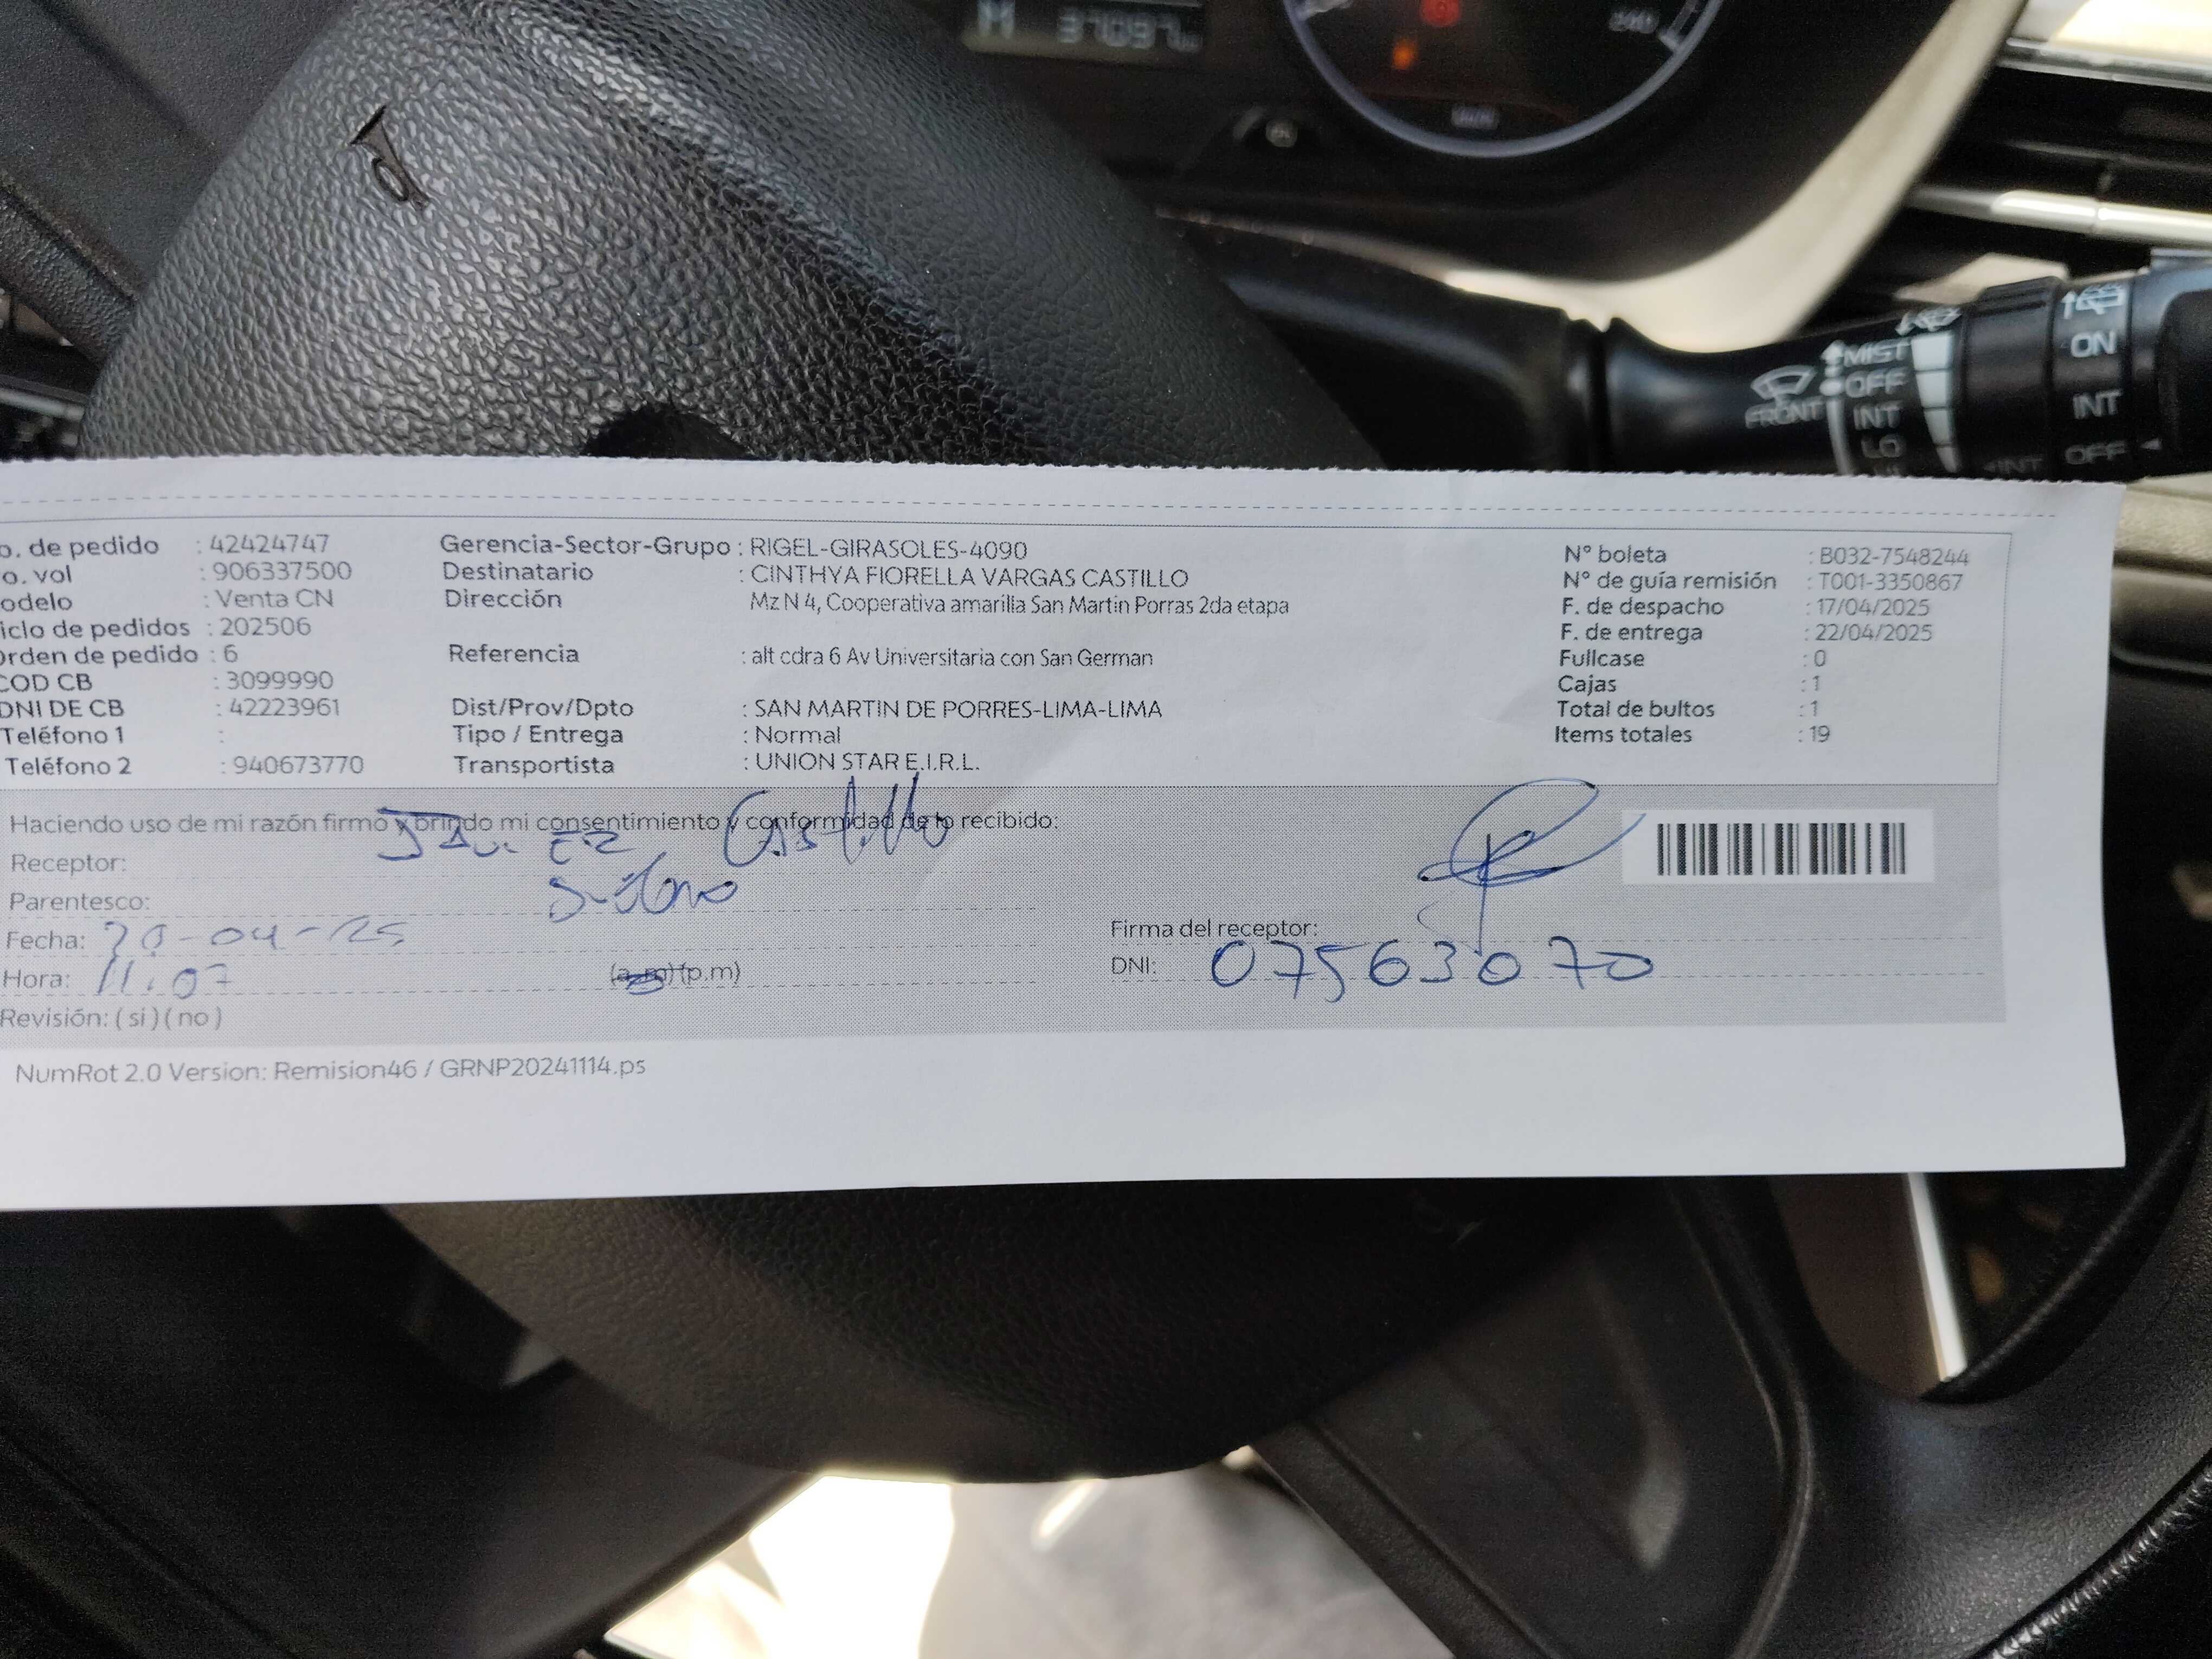 M 37097 km
240
MIST
OFF
FRONT INT
LO
ON
INT
OFF
INT
o. de pedido : 42424747
o. vol : 906337500
odelo : Venta CN
iclo de pedidos : 202506
Orden de pedido : 6
COD CB : 3099990
DNI DE CB : 42223961
Teléfono 1 :
Teléfono 2 : 940673770
Gerencia-Sector-Grupo : RIGEL-GIRASOLES-4090
Destinatario : CINTHYA FIORELLA VARGAS CASTILLO
Dirección Mz N 4, Cooperativa amarilla San Martin Porras 2da etapa
Referencia : alt cdra 6 Av Universitaria con San German
Dist/Prov/Dpto : SAN MARTIN DE PORRES-LIMA-LIMA
Tipo / Entrega : Normal
Transportista : UNION STAR E.I.R.L.
N° boleta : B032-7548244
N° de guía remisión : T001-3350867
F. de despacho : 17/04/2025
F. de entrega : 22/04/2025
Fullcase : 0
Cajas : 1
Total de bultos : 1
Items totales : 19
Haciendo uso de mi razón firmo y brindo mi consentimiento y conformidad de lo recibido:
Receptor: Castillo
Parentesco:
Fecha: -04-25
Hora: 11:07 (a.m) (p.m)
Revisión: ( si ) ( no )
Firma del receptor:
DNI: 07563070
NumRot 2.0 Version: Remision46 / GRNP20241114.ps